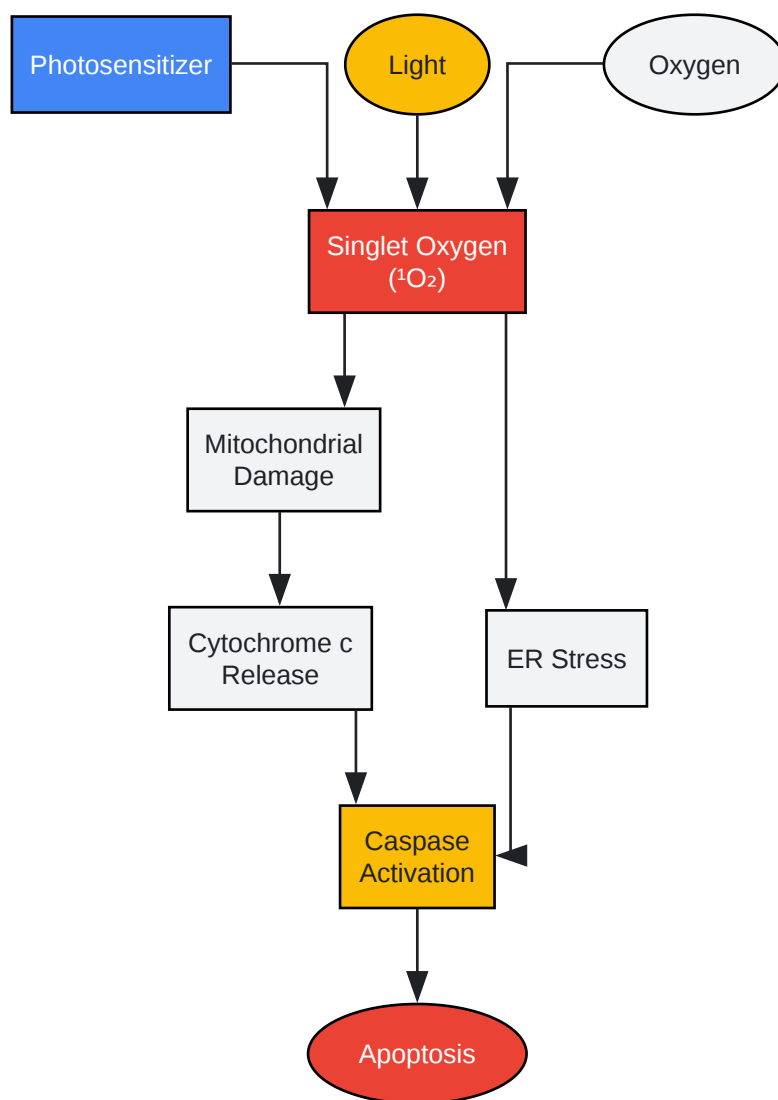 Photosensitizer
Light
Oxygen
Singlet Oxygen
(¹O₂)
Mitochondrial
Damage
Cytochrome c
Release
ER Stress
Caspase
Activation
Apoptosis